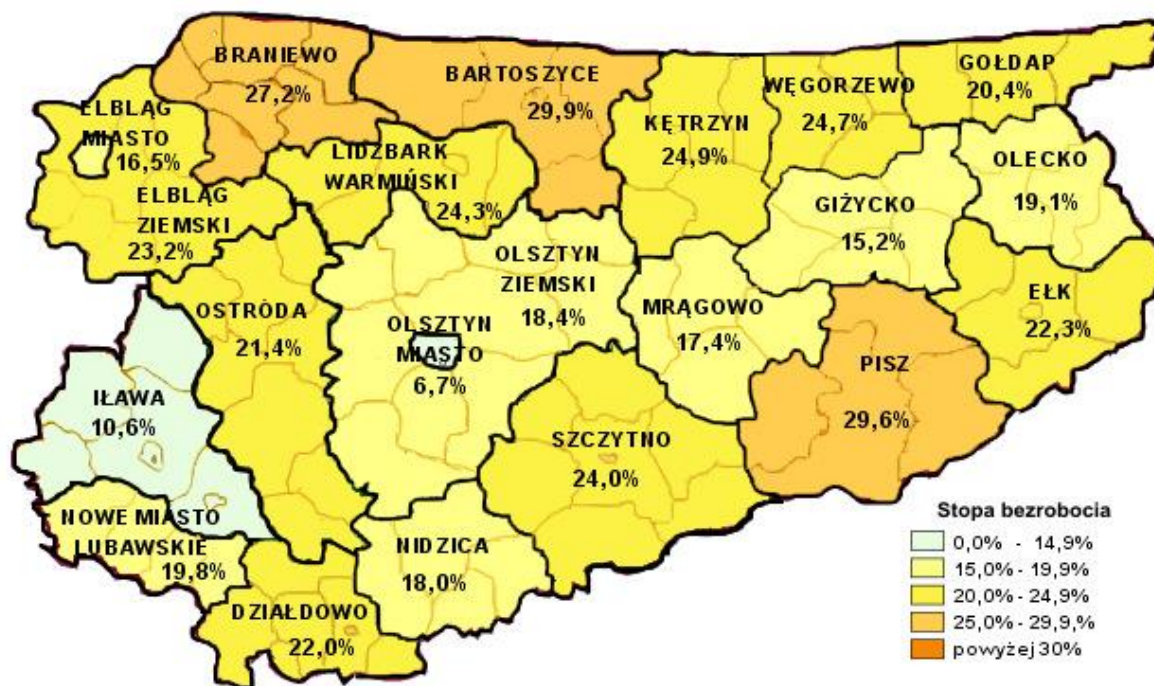 BRANIEWO
27,2%
BARTOSZYCE
29,9%
GOŁDAP
20,4%
WĘGORZEWO
24,7%
ELBLĄG
MIASTO
16,5%
KĘTRZYN
24,9%
LIDZBARK
WARMIŃSKI
24,3%
OLECKO
19,1%
ELBLĄG
ZIEMSKI
23,2%
GIŻYCKO
15,2%
OLSZTYN
ZIEMSKI
18,4%
OSTRÓDA
21,4%
OLSZTYN
MIASTO
6,7%
MRĄGOWO
17,4%
EŁK
22,3%
PISZ
29,6%
IŁAWA
10,6%
SZCZYTNO
24,0%
NOWE MIASTO
LUBAWSKIE
19,8%
NIDZICA
18,0%
DZIAŁDOWO
22,0%
Stopa bezrobocia
0,0% - 14,9%
15,0% - 19,9%
20,0% - 24,9%
25,0% - 29,9,%
powyżej 30%